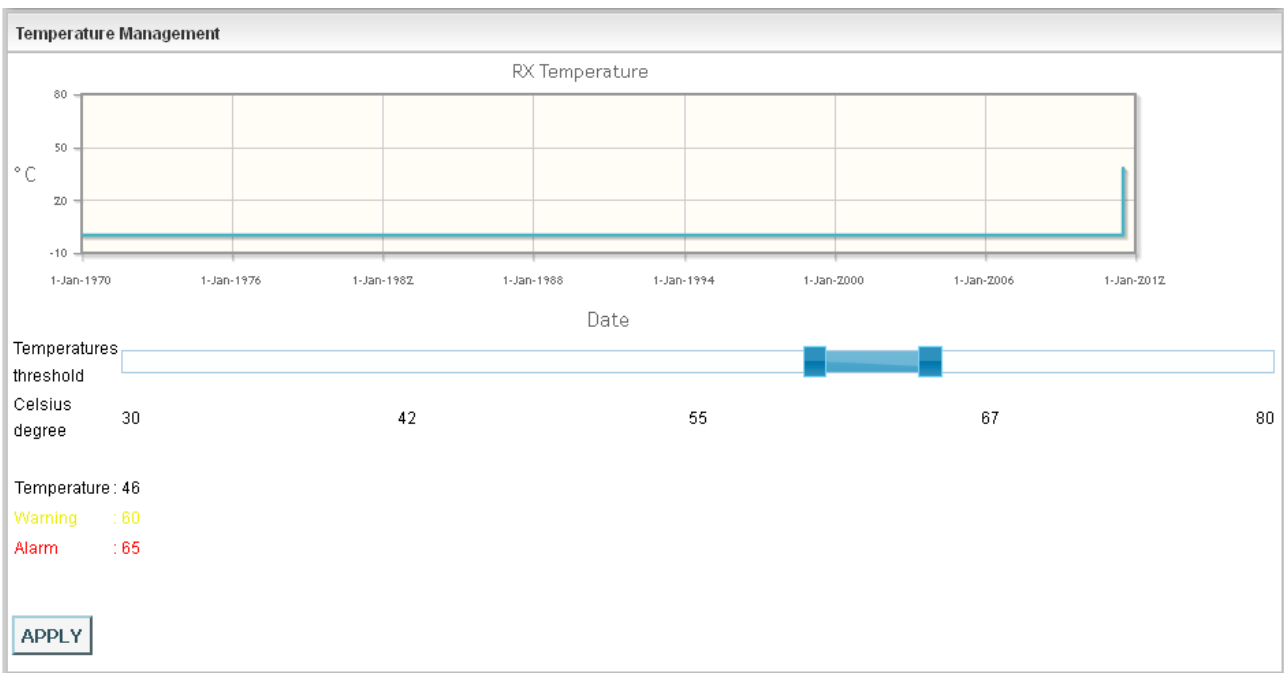 Temperature Management
RX Temperature
80
50
°C
20
-10
1-Jan-1970 1-Jan-1976 1-Jan-1982 1-Jan-1988 1-Jan-1994 1-Jan-2000 1-Jan-2006 1-Jan-2012
Date
Temperatures
threshold
Celsius
degree
30 42 55 67 80
Temperature : 46
Warning : 60
Alarm : 65
APPLY